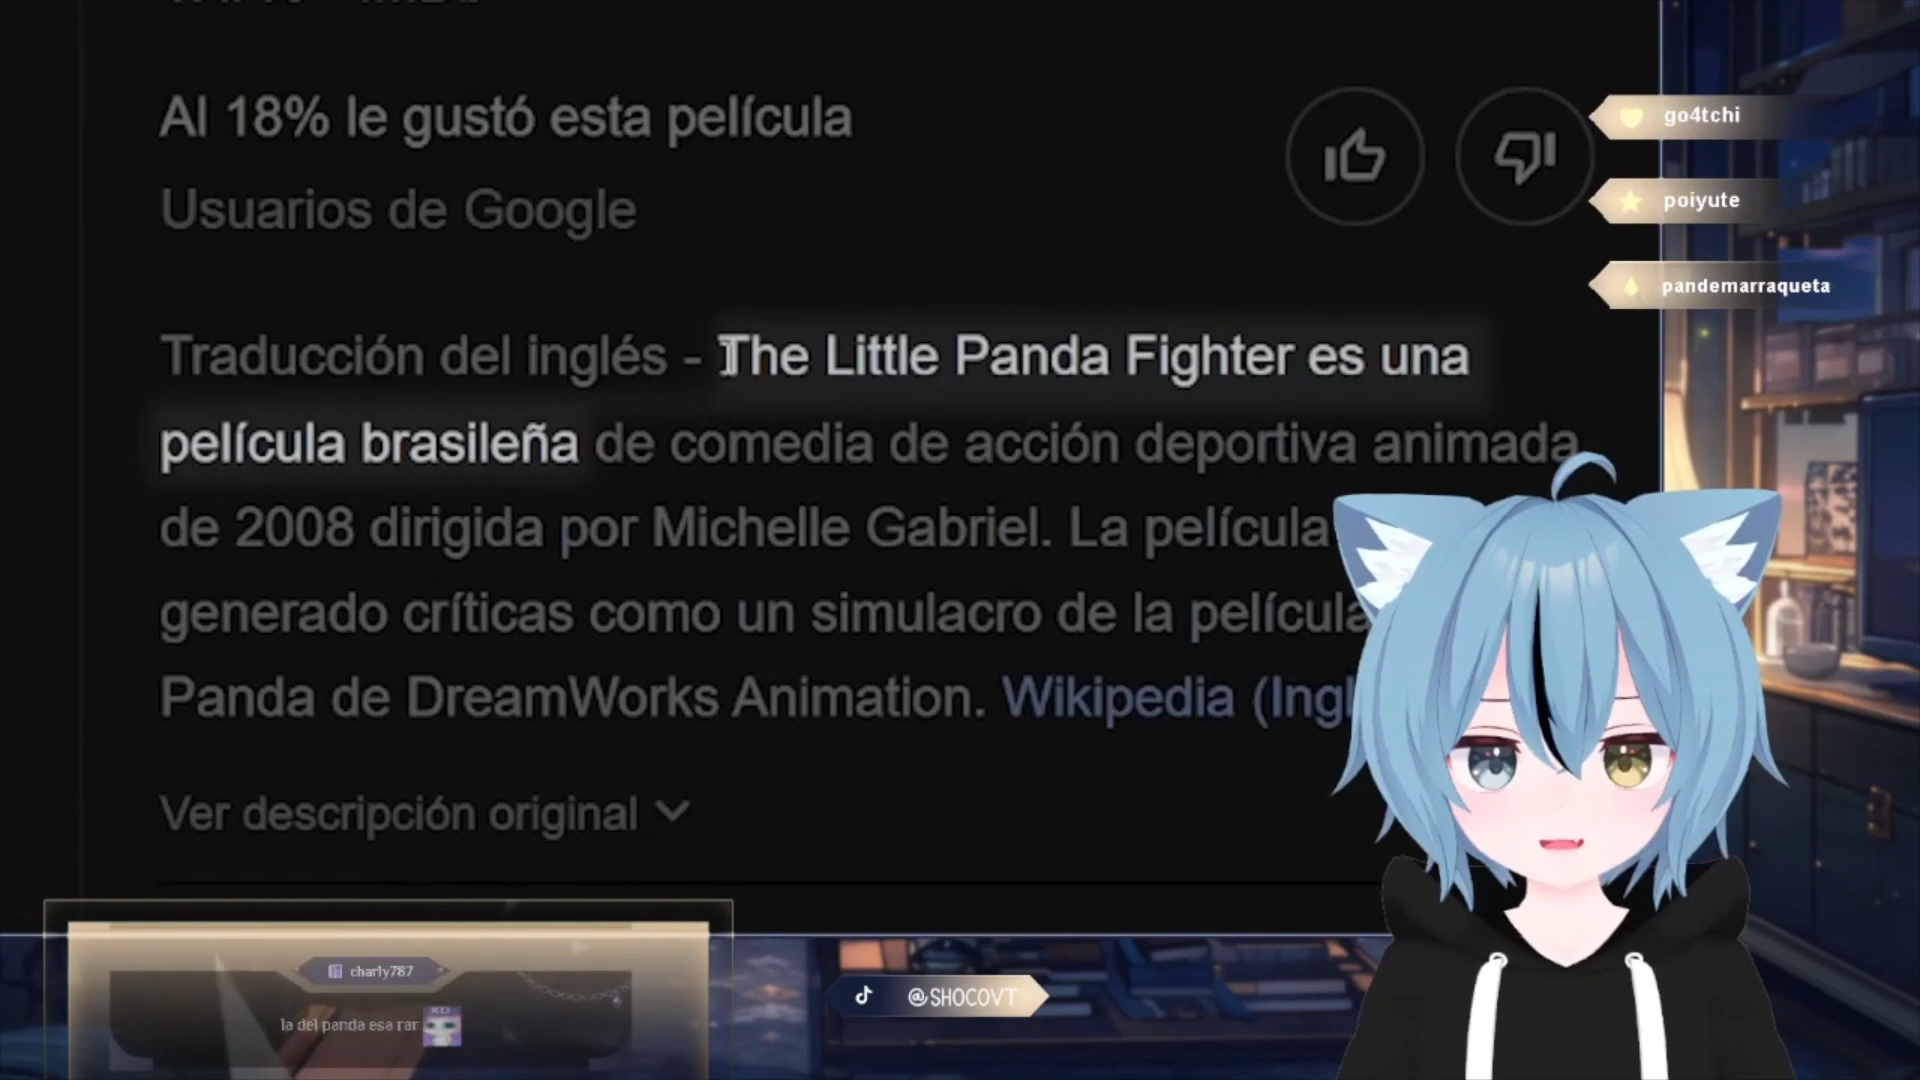 Al 18% le gustó esta película
Usuarios de Google
Traducción del inglés - The Little Panda Fighter es una
película brasileña de comedia de acción deportiva animada
de 2008 dirigida por Michelle Gabriel. La película
generado críticas como un simulacro de la película
Panda de DreamWorks Animation. Wikipedia (Ingl
Ver descripción original
go4tchi
poiyute
pandemarraqueta
charly787
la del panda esa rar
XD
@SHOCOVT